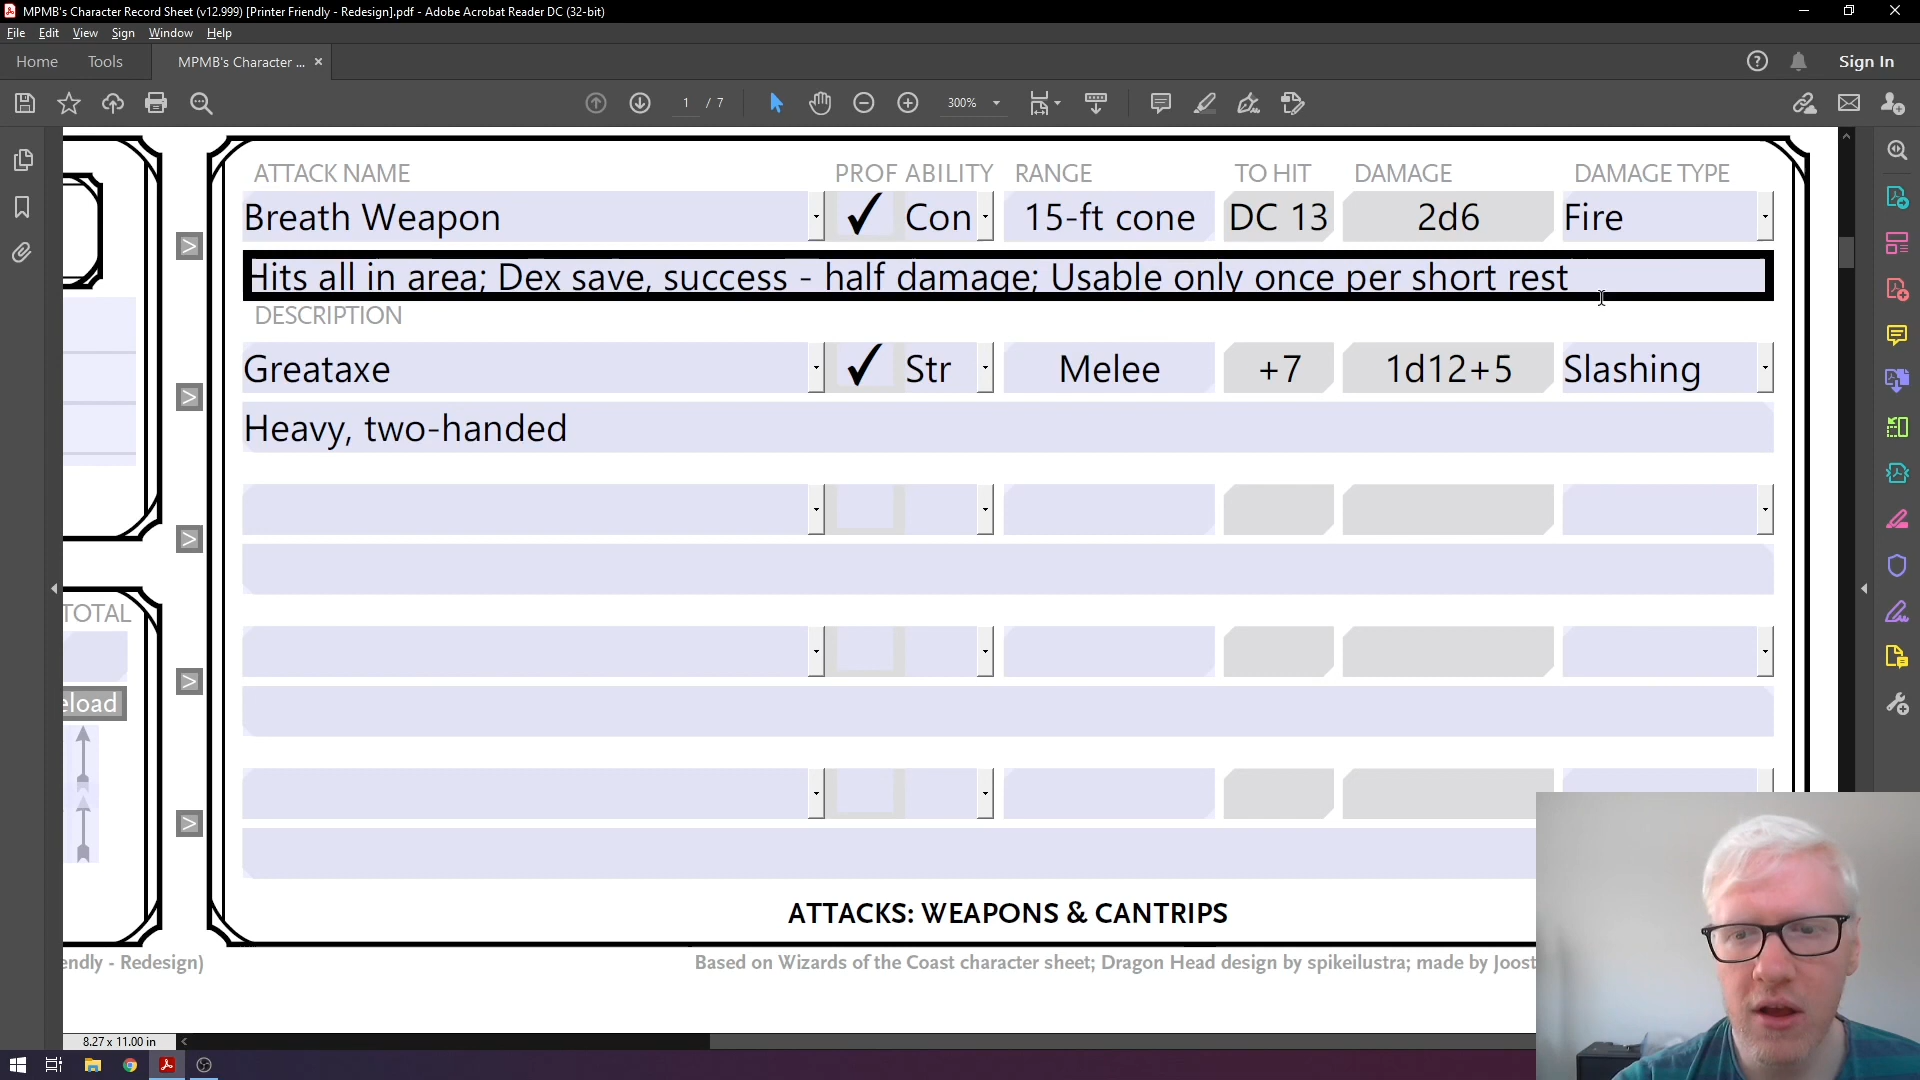 MPMB's Character Record Sheet (v12.999) [Printer Friendly - Redesign].pdf - Adobe Acrobat Reader DC (32-bit)
File Edit View Sign Window Help
Home Tools MPMB's Character ... × Sign In
1 / 7 300%
ATTACK NAME PROF ABILITY RANGE TO HIT DAMAGE DAMAGE TYPE
Breath Weapon Con 15-ft cone DC 13 2d6 Fire
>
Hits all in area; Dex save, success - half damage; Usable only once per short rest
DESCRIPTION
Greataxe Str Melee +7 1d12+5 Slashing
>
Heavy, two-handed
>
TOTAL
>
eload
>
ATTACKS: WEAPONS & CANTRIPS
endly - Redesign) Based on Wizards of the Coast character sheet; Dragon Head design by spikeilustra; made by Joost
8.27 x 11.00 in <